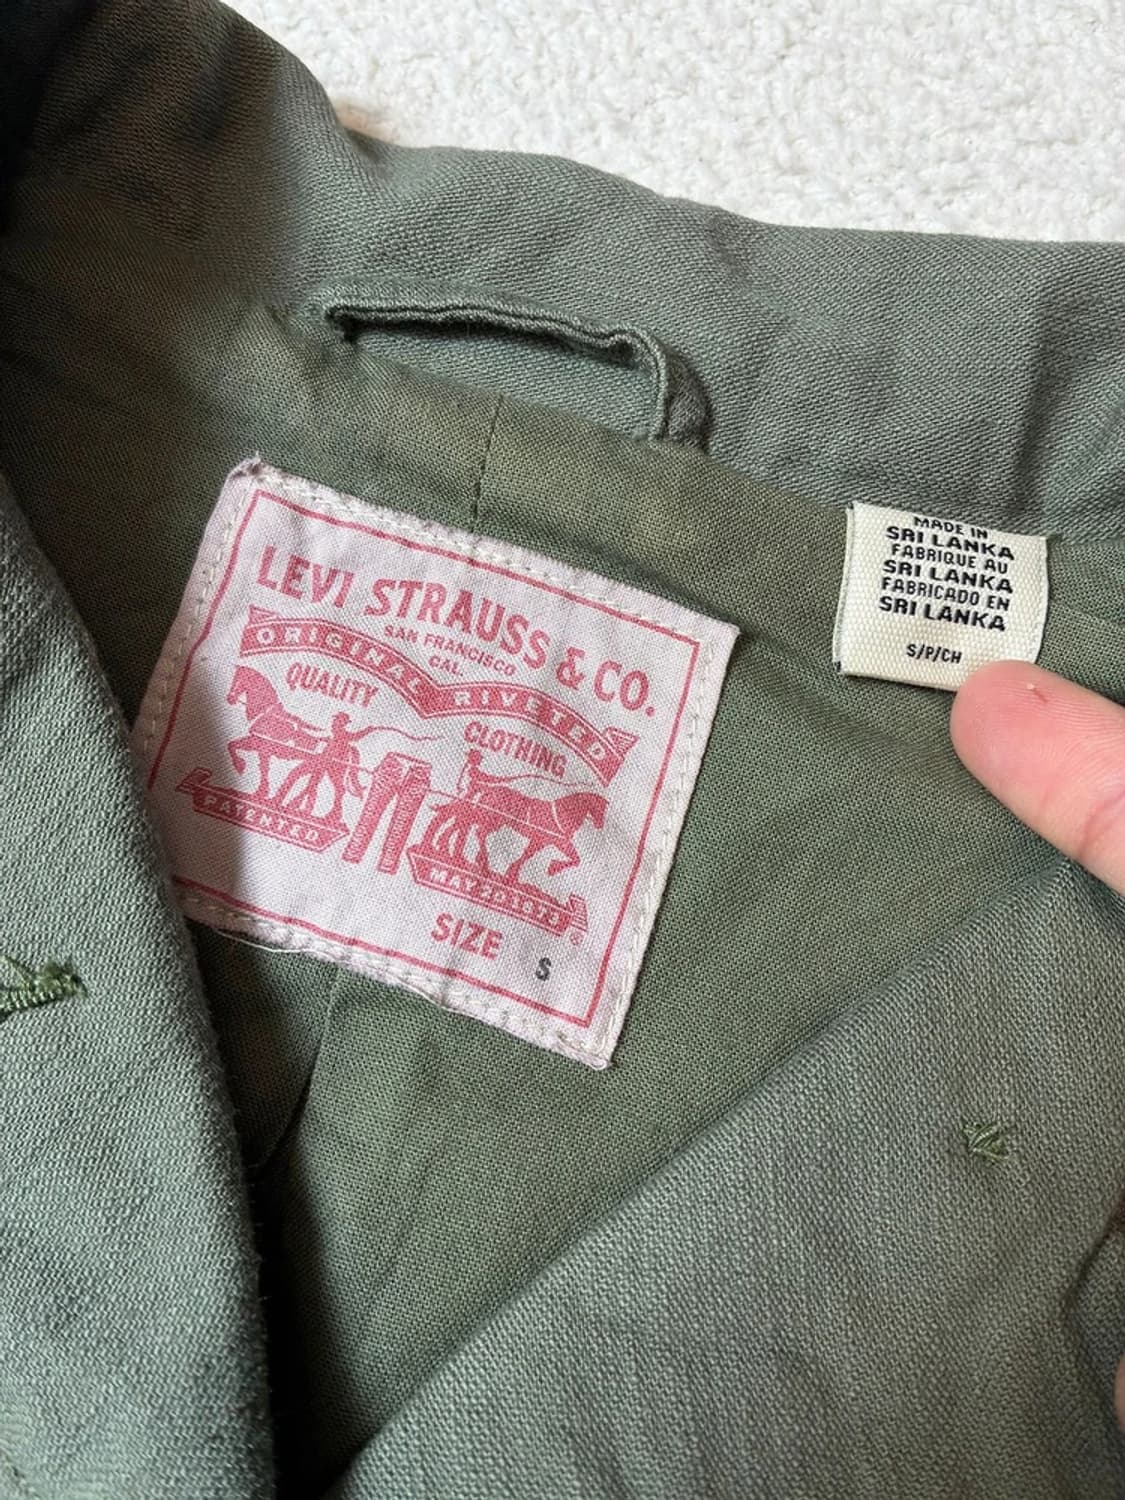 LEVI STRAUSS & CO.
SAN FRANCISCO
CAL.
ORIGINAL RIVETED
QUALITY
CLOTHING
PATENTED
MAY 20 1873
®
SIZE S
MADE IN
SRI LANKA
FABRIQUE AU
SRI LANKA
FABRICADO EN
SRI LANKA
S/P/CH